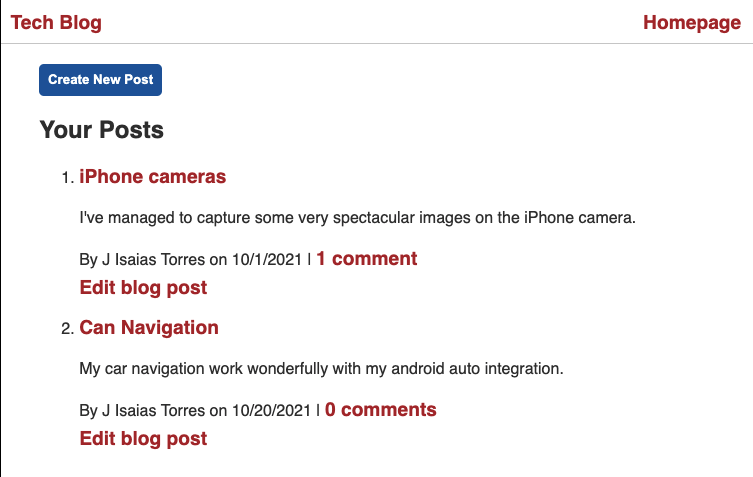 Tech Blog Homepage
Create New Post
Your Posts
1. iPhone cameras
I've managed to capture some very spectacular images on the iPhone camera.
By J Isaias Torres on 10/1/2021 | 1 comment
Edit blog post
2. Can Navigation
My car navigation work wonderfully with my android auto integration.
By J Isaias Torres on 10/20/2021 | 0 comments
Edit blog post